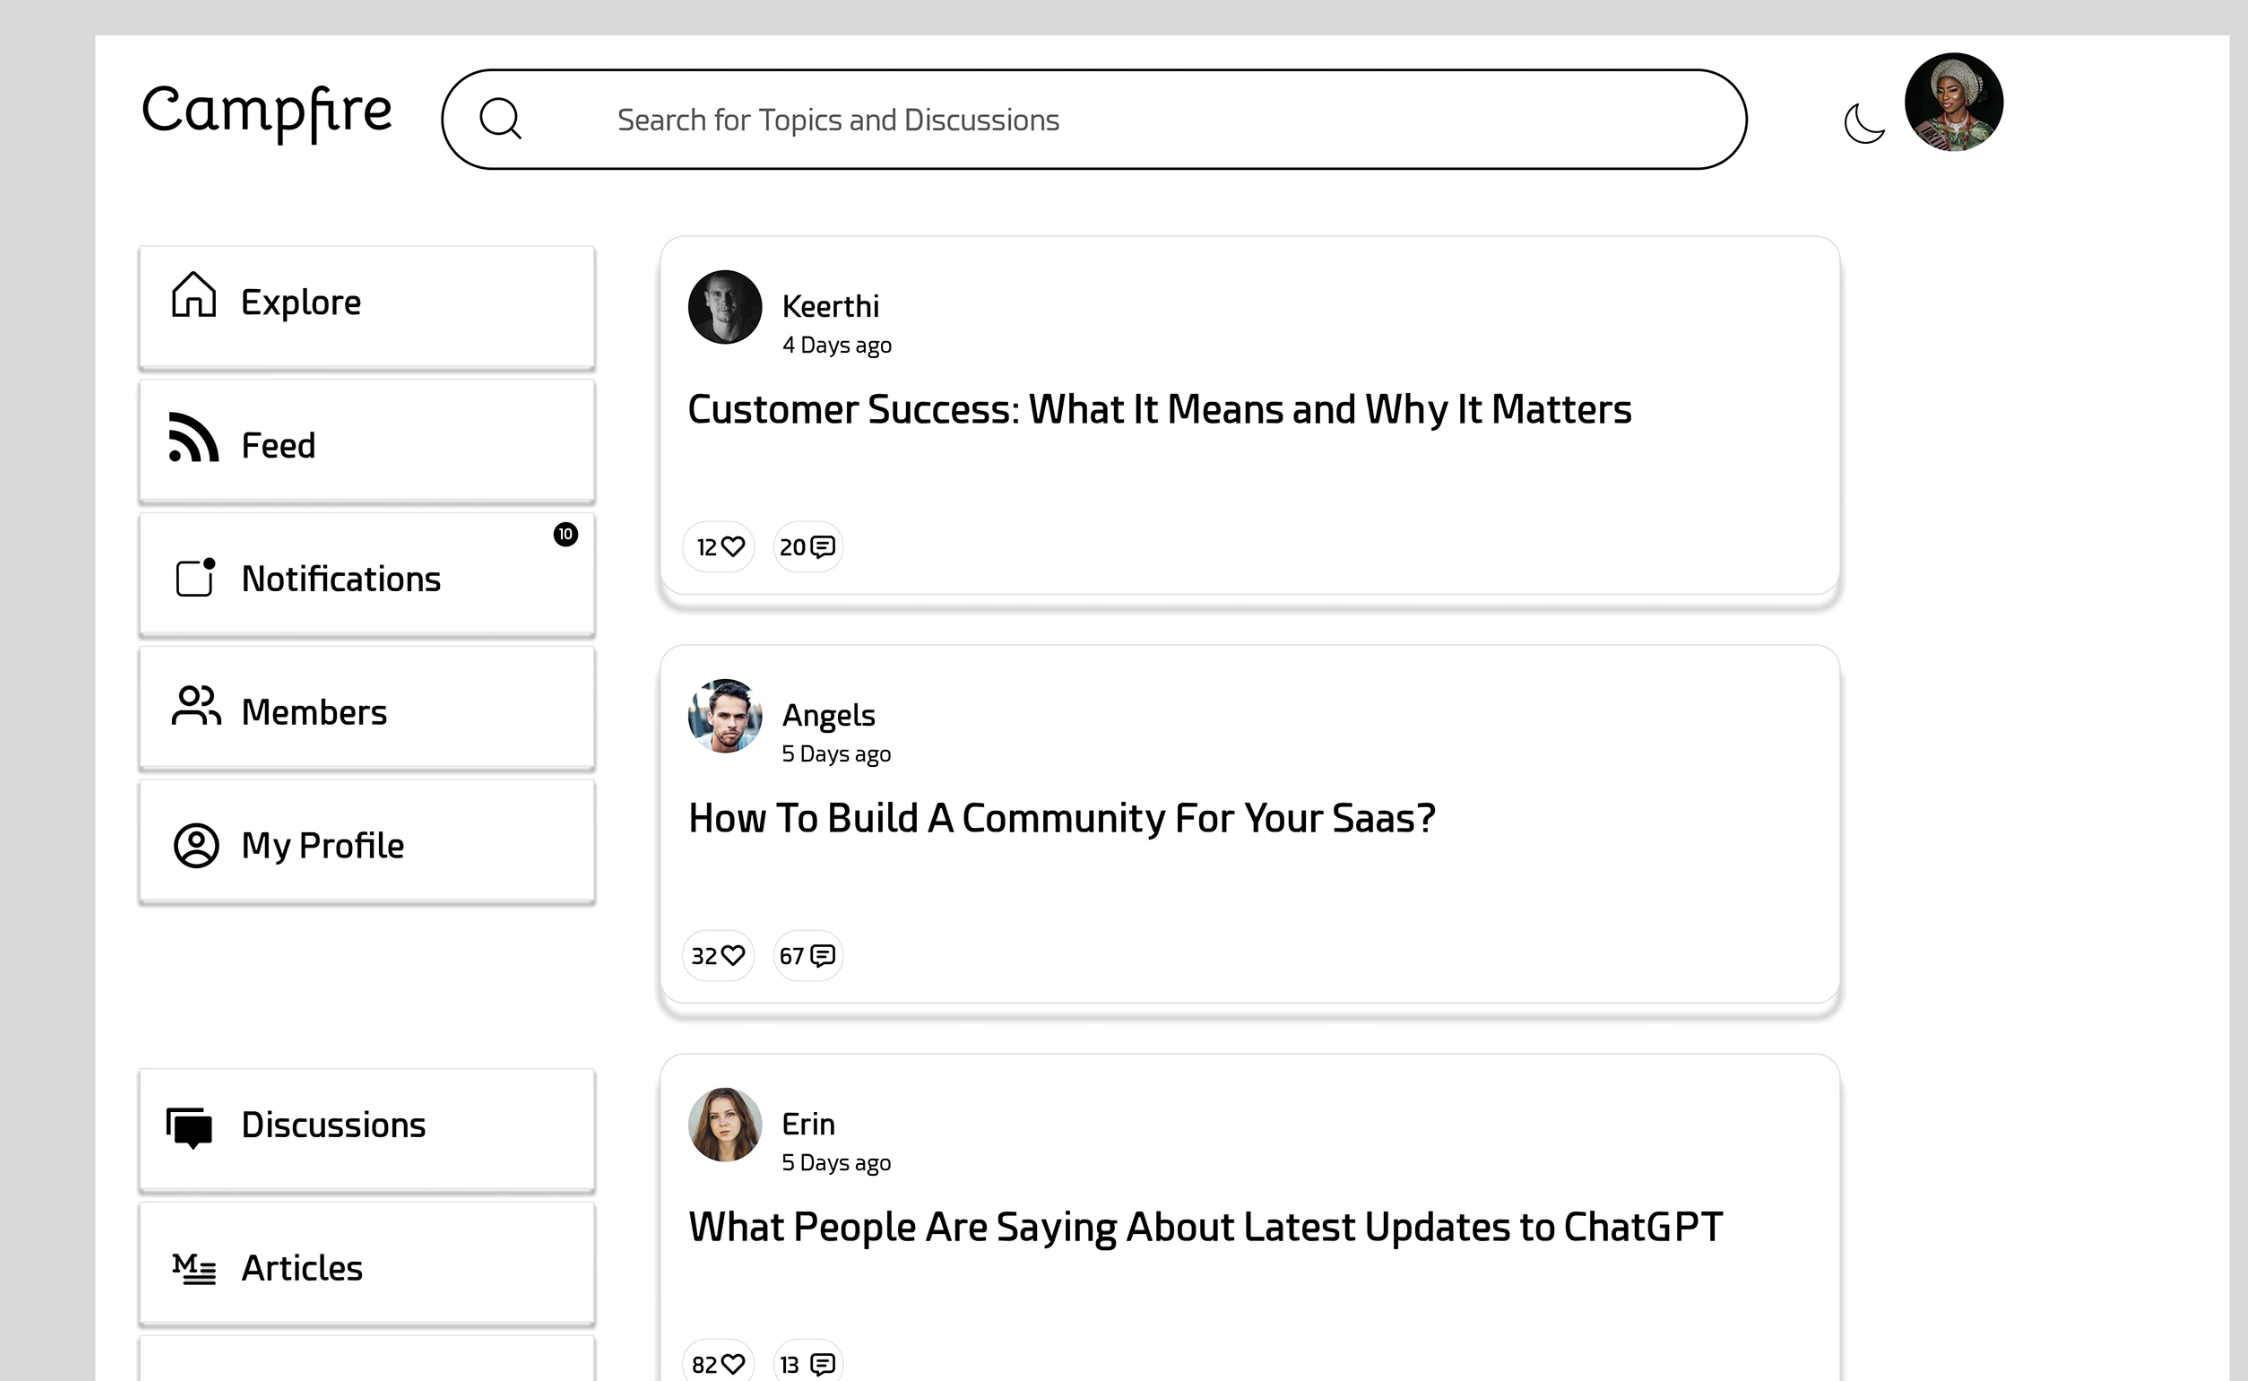 Campfire
Search for Topics and Discussions
Explore
Feed
10
Notifications
Members
My Profile
Discussions
Articles
Keerthi
4 Days ago
Customer Success: What It Means and Why It Matters
12
20
Angels
5 Days ago
How To Build A Community For Your Saas?
32
67
Erin
5 Days ago
What People Are Saying About Latest Updates to ChatGPT
82
13